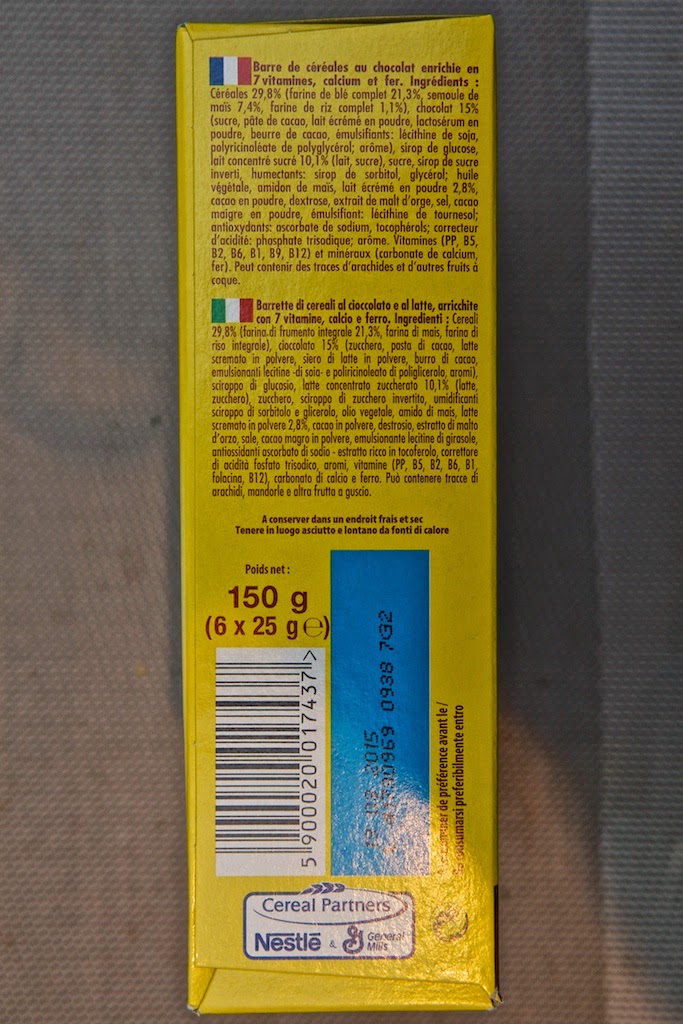 Barre de céréales au chocolat enrichie en
7 vitamines, calcium et fer. Ingrédients :
Céréales 29,8% (farine de blé complet 21,3%, semoule de
maïs 7,4%, farine de riz complet 1,1%), chocolat 15%
(sucre, pâte de cacao, lait écrémé en poudre, lactosérum en
poudre, beurre de cacao, émulsifiants: lécithine de soja,
polyricinoléate de polyglycérol; arôme), sirop de glucose,
lait concentré sucré 10,1% (lait, sucre), sucre, sirop de sucre
inverti, humectants: sirop de sorbitol, glycérol; huile
végétale, amidon de maïs, lait écrémé en poudre 2,8%,
cacao en poudre, dextrose, extrait de malt d'orge, sel, cacao
maigre en poudre, émulsifiant: lécithine de tournesol;
antioxydants: ascorbate de sodium, tocophérols; correcteur
d'acidité: phosphate trisodique; arôme. Vitamines (PP, B5,
B2, B6, B1, B9, B12) et minéraux (carbonate de calcium,
fer). Peut contenir des traces d'arachides et d'autres fruits à
coque.
Barrette di cereali al cioccolato e al latte, arricchite
con 7 vitamine, calcio e ferro. Ingredienti : Cereali
29,8% (farina di frumento integrale 21,3%, farina di mais, farina di
riso integrale), cioccolato 15% (zucchero, pasta di cacao, latte
scremato in polvere, siero di latte in polvere, burro di cacao,
emulsionanti lecitine -di soia- e poliricinoleato di poliglicerolo, aromi),
sciroppo di glucosio, latte concentrato zuccherato 10,1% (latte,
zucchero), zucchero, sciroppo di zucchero invertito, umidificanti
sciroppo di sorbitolo e glicerolo, olio vegetale, amido di mais, latte
scremato in polvere 2,8%, cacao in polvere, destrosio, estratto di malto
d'orzo, sale, cacao magro in polvere, emulsionante lecitine di girasole,
antiossidanti ascorbato di sodio - estratto ricco in tocoferolo, correttore
di acidità fosfato trisodico, aromi, vitamine (PP, B5, B2, B6, B1,
folacina, B12), carbonato di calcio e ferro. Può contenere tracce di
arachidi, mandorle e altra frutta a guscio.
A conserver dans un endroit frais et sec
Tenere in luogo asciutto e lontano da fonti di calore
Poids net :
150 g
(6 x 25 g e)
5 900020 017437 >
2015
0938 7G2
de préférence avant le /
consumarsi preferibilmente entro
Cereal Partners
Nestlé & General
Mills